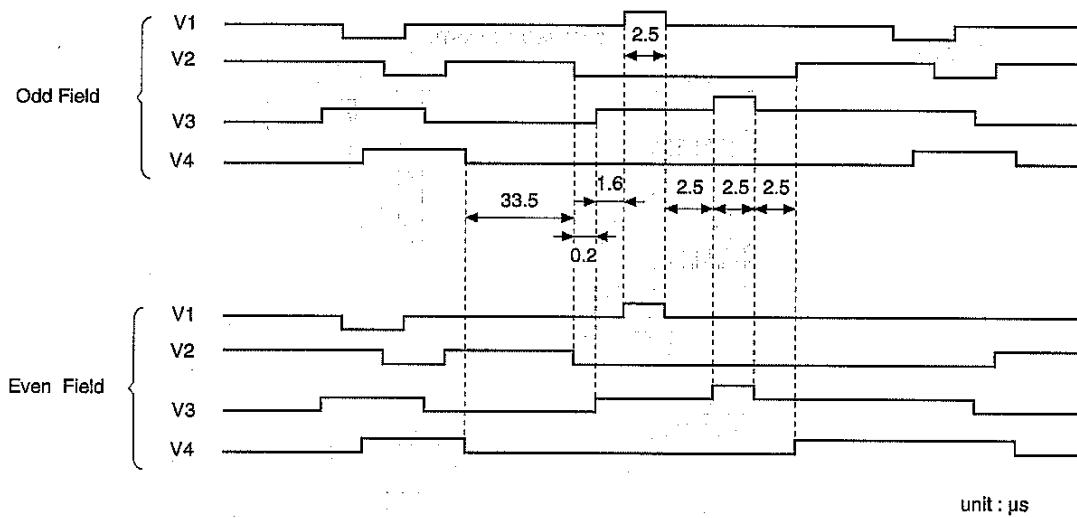 Odd Field
V1
2.5
V2
V3
V4
1.6
33.5
2.5 2.5 2.5
0.2
Even Field
V1
V2
V3
V4
unit : μs